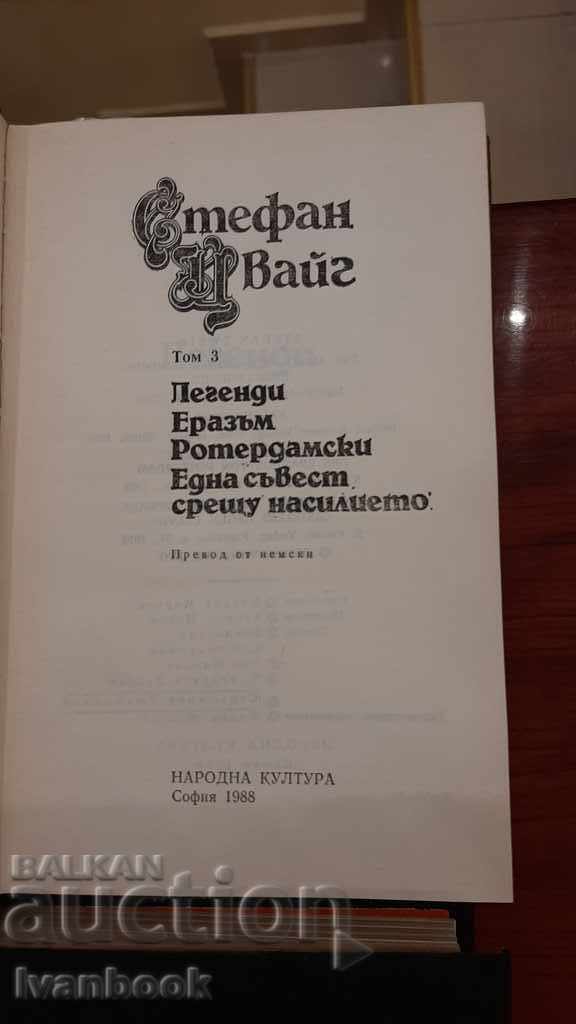 Стефан
Цвайг
Том 3
Легенди
Еразъм
Ротердамски
Една съвест
срещу насилието
Превод от немски
НАРОДНА КУЛТУРА
София 1988
BALKAN
auction
Ivanbook